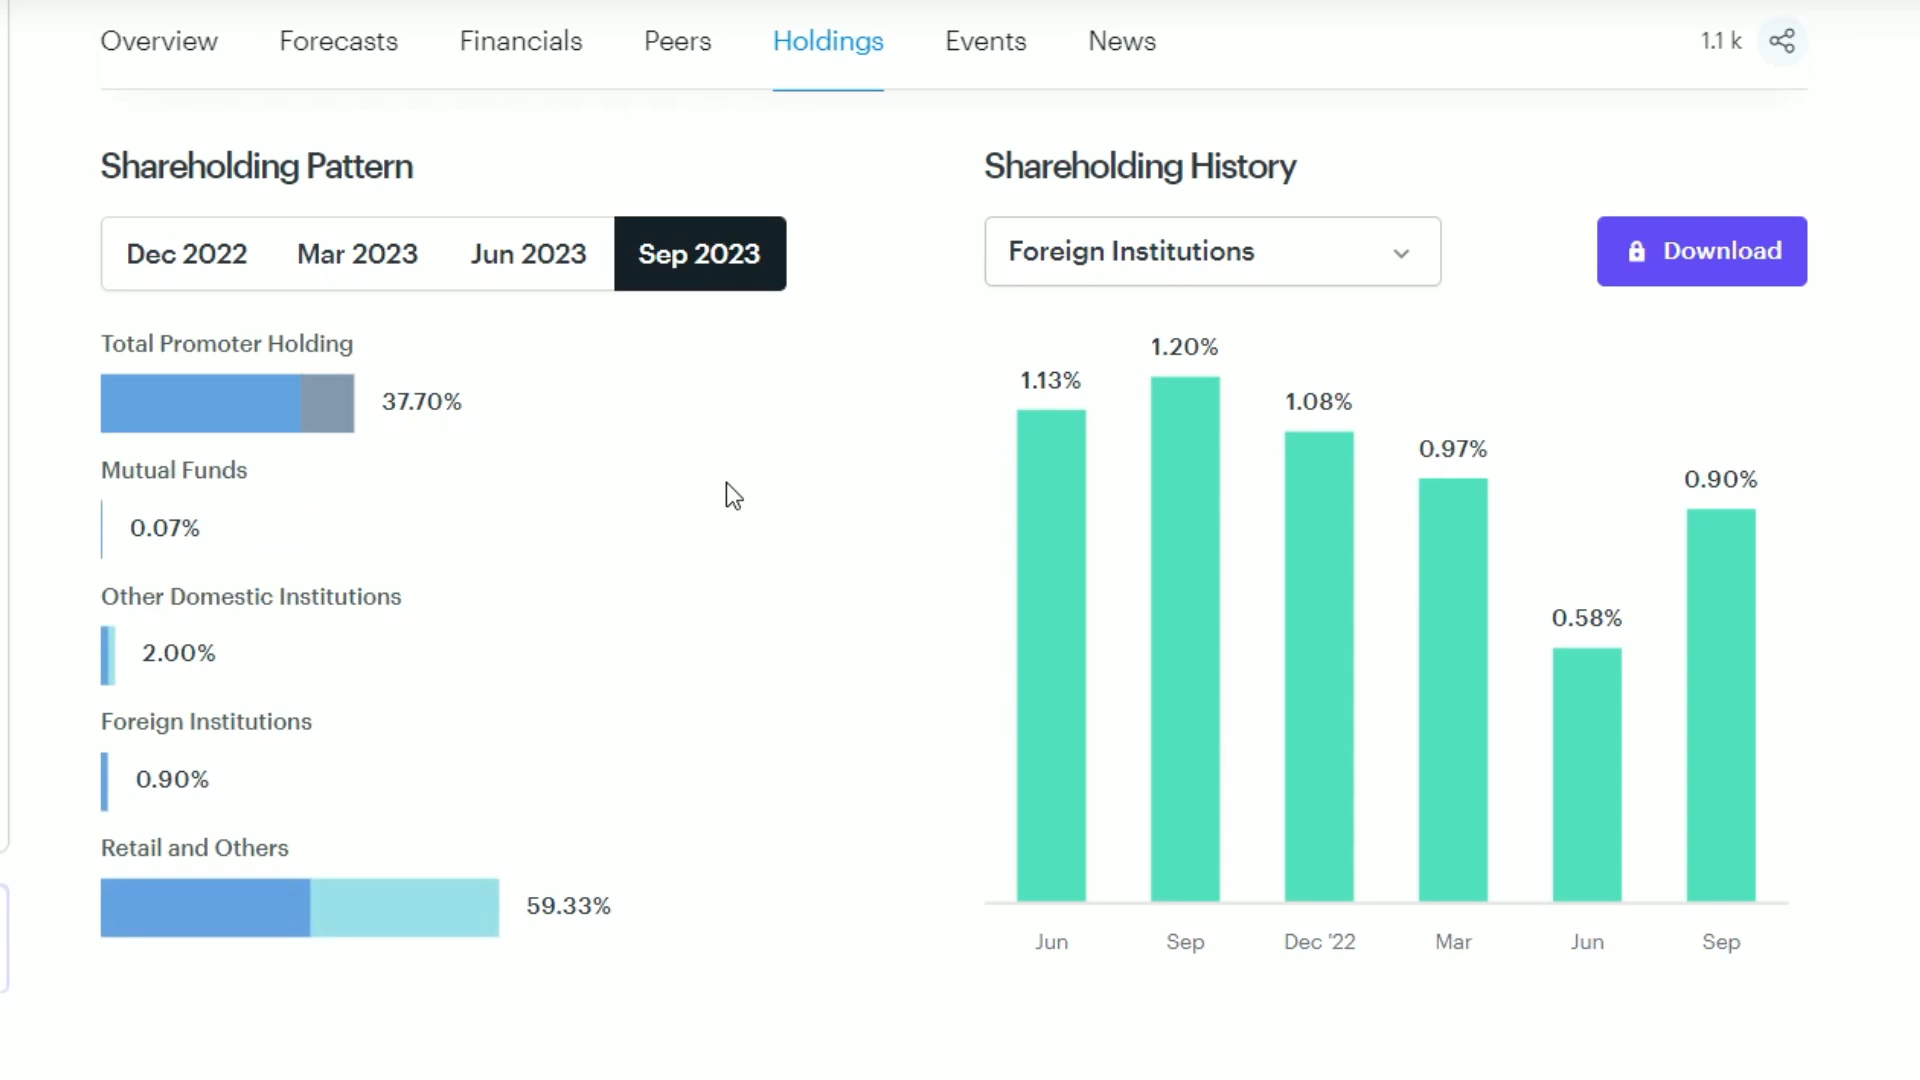 Overview Forecasts Financials Peers Holdings Events News 1.1 k
Shareholding Pattern
Dec 2022 Mar 2023 Jun 2023 Sep 2023
Total Promoter Holding
37.70%
Mutual Funds
0.07%
Other Domestic Institutions
2.00%
Foreign Institutions
0.90%
Retail and Others
59.33%
Shareholding History
Foreign Institutions
Download
1.13% 1.20% 1.08% 0.97% 0.58% 0.90%
Jun Sep Dec '22 Mar Jun Sep